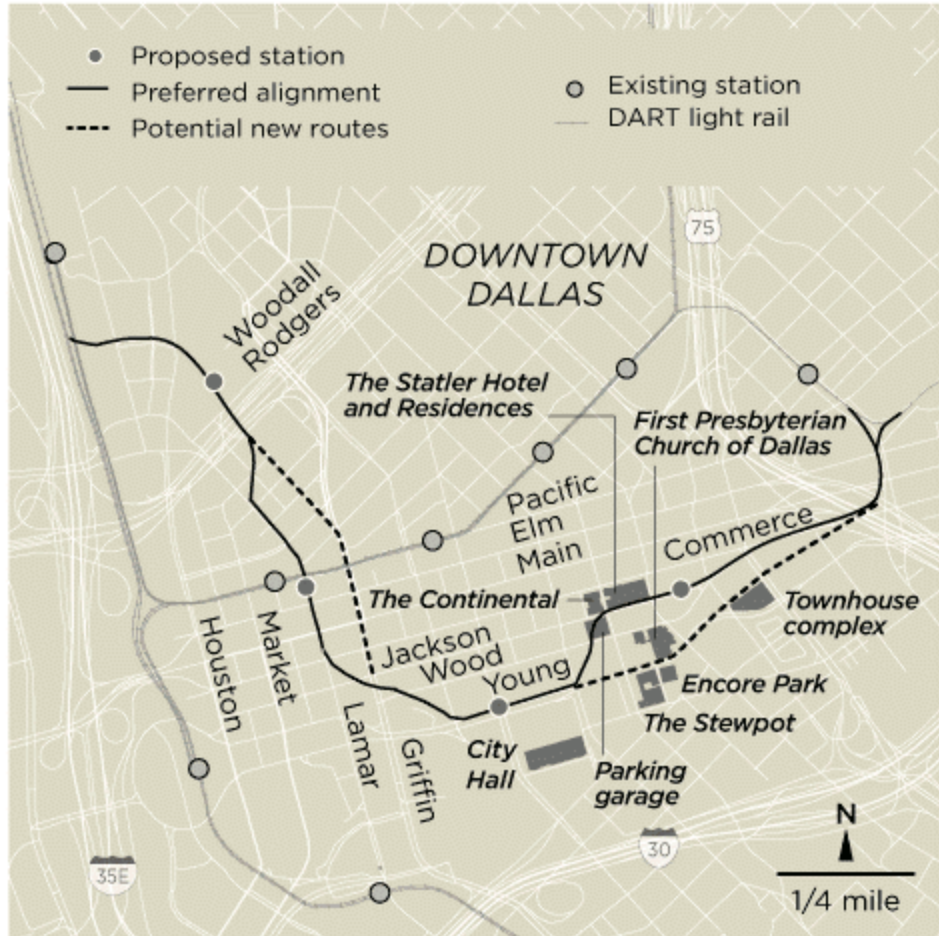 Proposed station
Preferred alignment
Potential new routes
Existing station
DART light rail
75
DOWNTOWN
DALLAS
Woodall
Rodgers
The Statler Hotel
and Residences
First Presbyterian
Church of Dallas
Pacific
Elm
Main
Commerce
The Continental
Townhouse
complex
Houston
Market
Jackson
Wood
Young
Encore Park
The Stewpot
Lamar
Griffin
City
Hall
Parking
garage
N
30
35E
1/4 mile